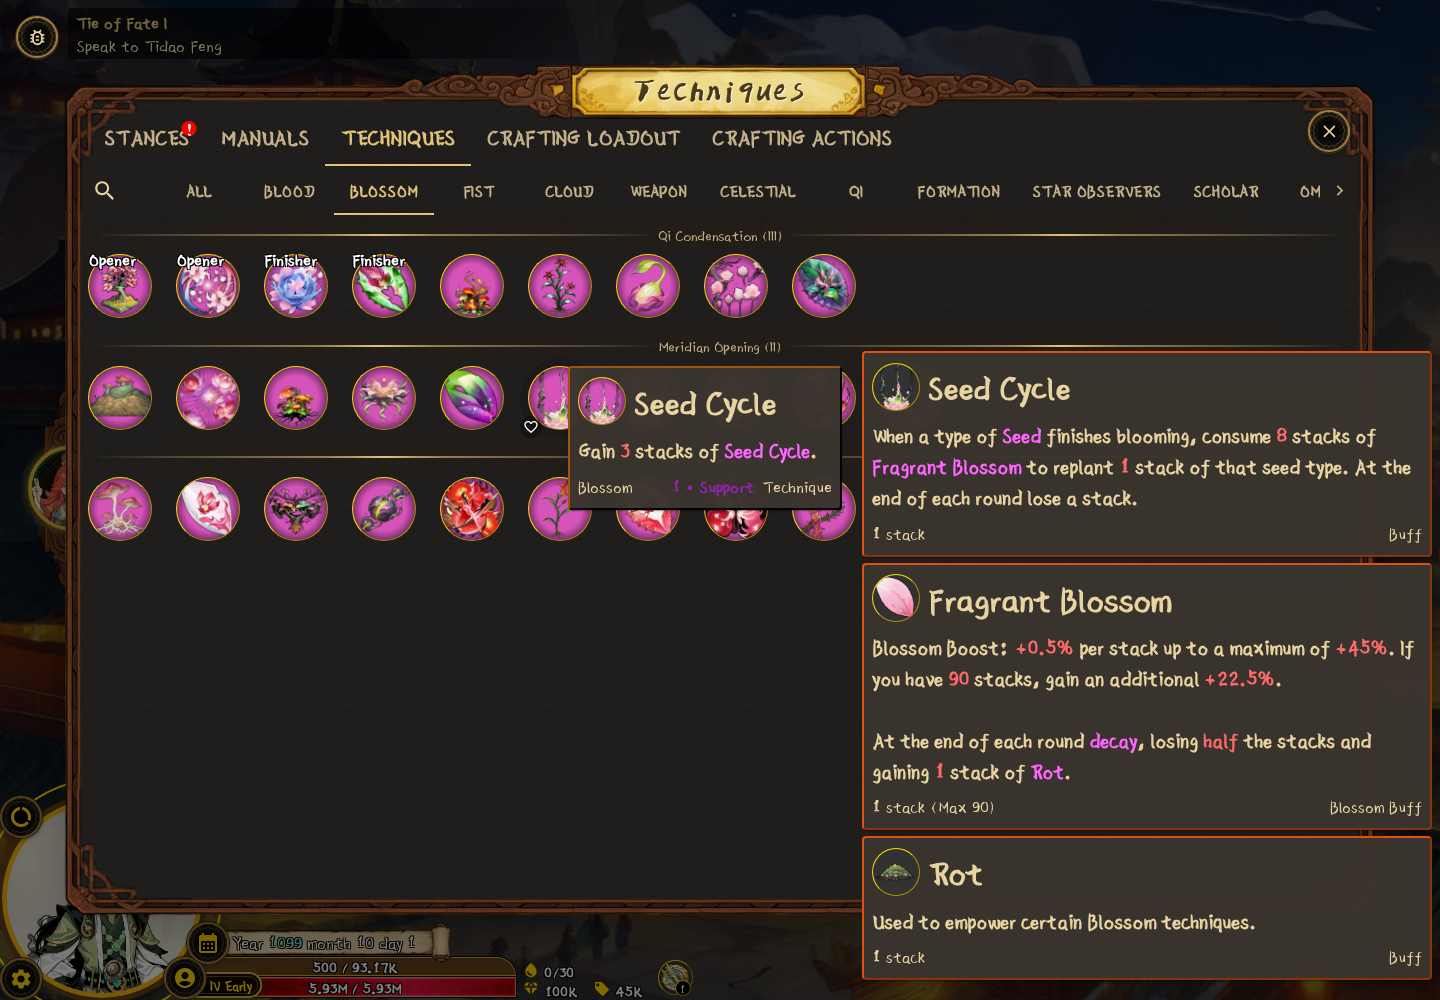 Tie of Fate I
Speak to Tidao Feng
Techniques
STANCES ! MANUALS TECHNIQUES CRAFTING LOADOUT CRAFTING ACTIONS
ALL BLOOD BLOSSOM FIST CLOUD WEAPON CELESTIAL QI FORMATION STAR OBSERVERS SCHOLAR OM
Qi Condensation (III)
Opener Opener Finisher Finisher
Meridian Opening (II)
Seed Cycle
Gain 3 stacks of Seed Cycle.
Blossom 1 • Support Technique
Seed Cycle
When a type of Seed finishes blooming, consume 8 stacks of
Fragrant Blossom to replant 1 stack of that seed type. At the
end of each round lose a stack.
1 stack Buff
Fragrant Blossom
Blossom Boost: +0.5% per stack up to a maximum of +45%. If
you have 90 stacks, gain an additional +22.5%.
At the end of each round decay, losing half the stacks and
gaining 1 stack of Rot.
1 stack (Max 90) Blossom Buff
Rot
Used to empower certain Blossom techniques.
1 stack Buff
Year 1099 month 10 day 1
500 / 93.17K
IV Early
5.93M / 5.93M
0/30
100K 45K